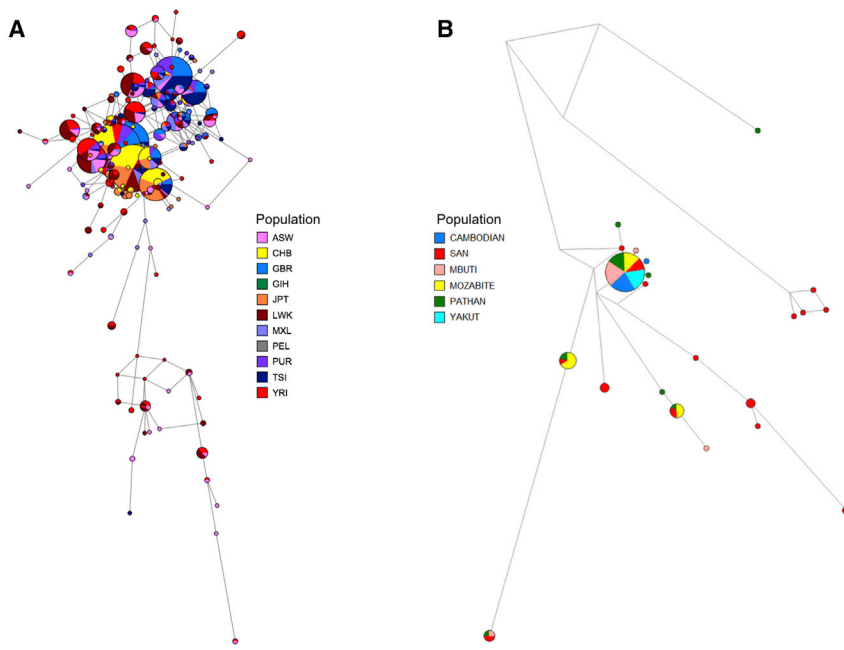 A
B
Population
ASW
CHB
GBR
GIH
JPT
LWK
MXL
PEL
PUR
TSI
YRI
Population
CAMBODIAN
SAN
MBUTI
MOZABITE
PATHAN
YAKUT